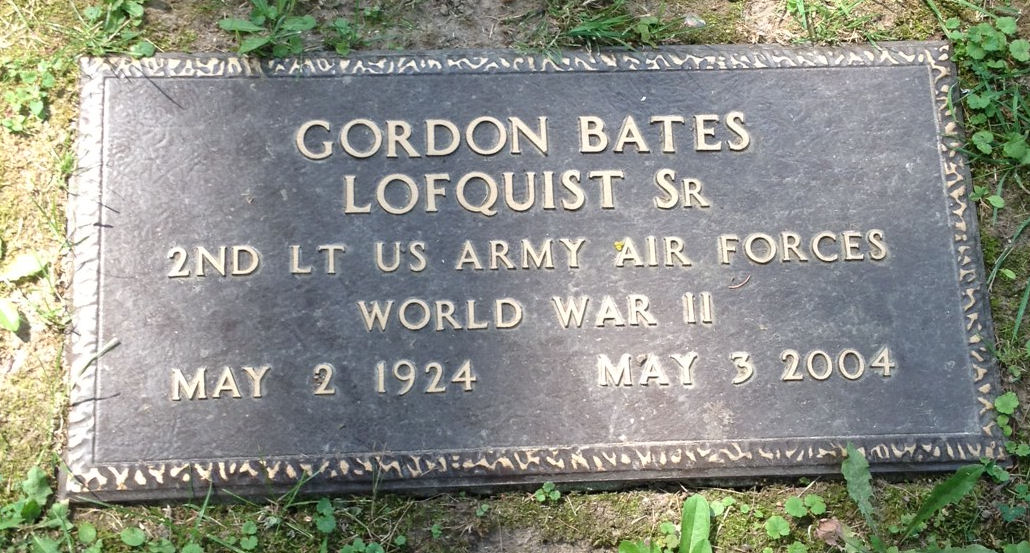 GORDON BATES
LOFQUIST SR
2ND LT US ARMY AIR FORCES
WORLD WAR II
MAY 2 1924 MAY 3 2004